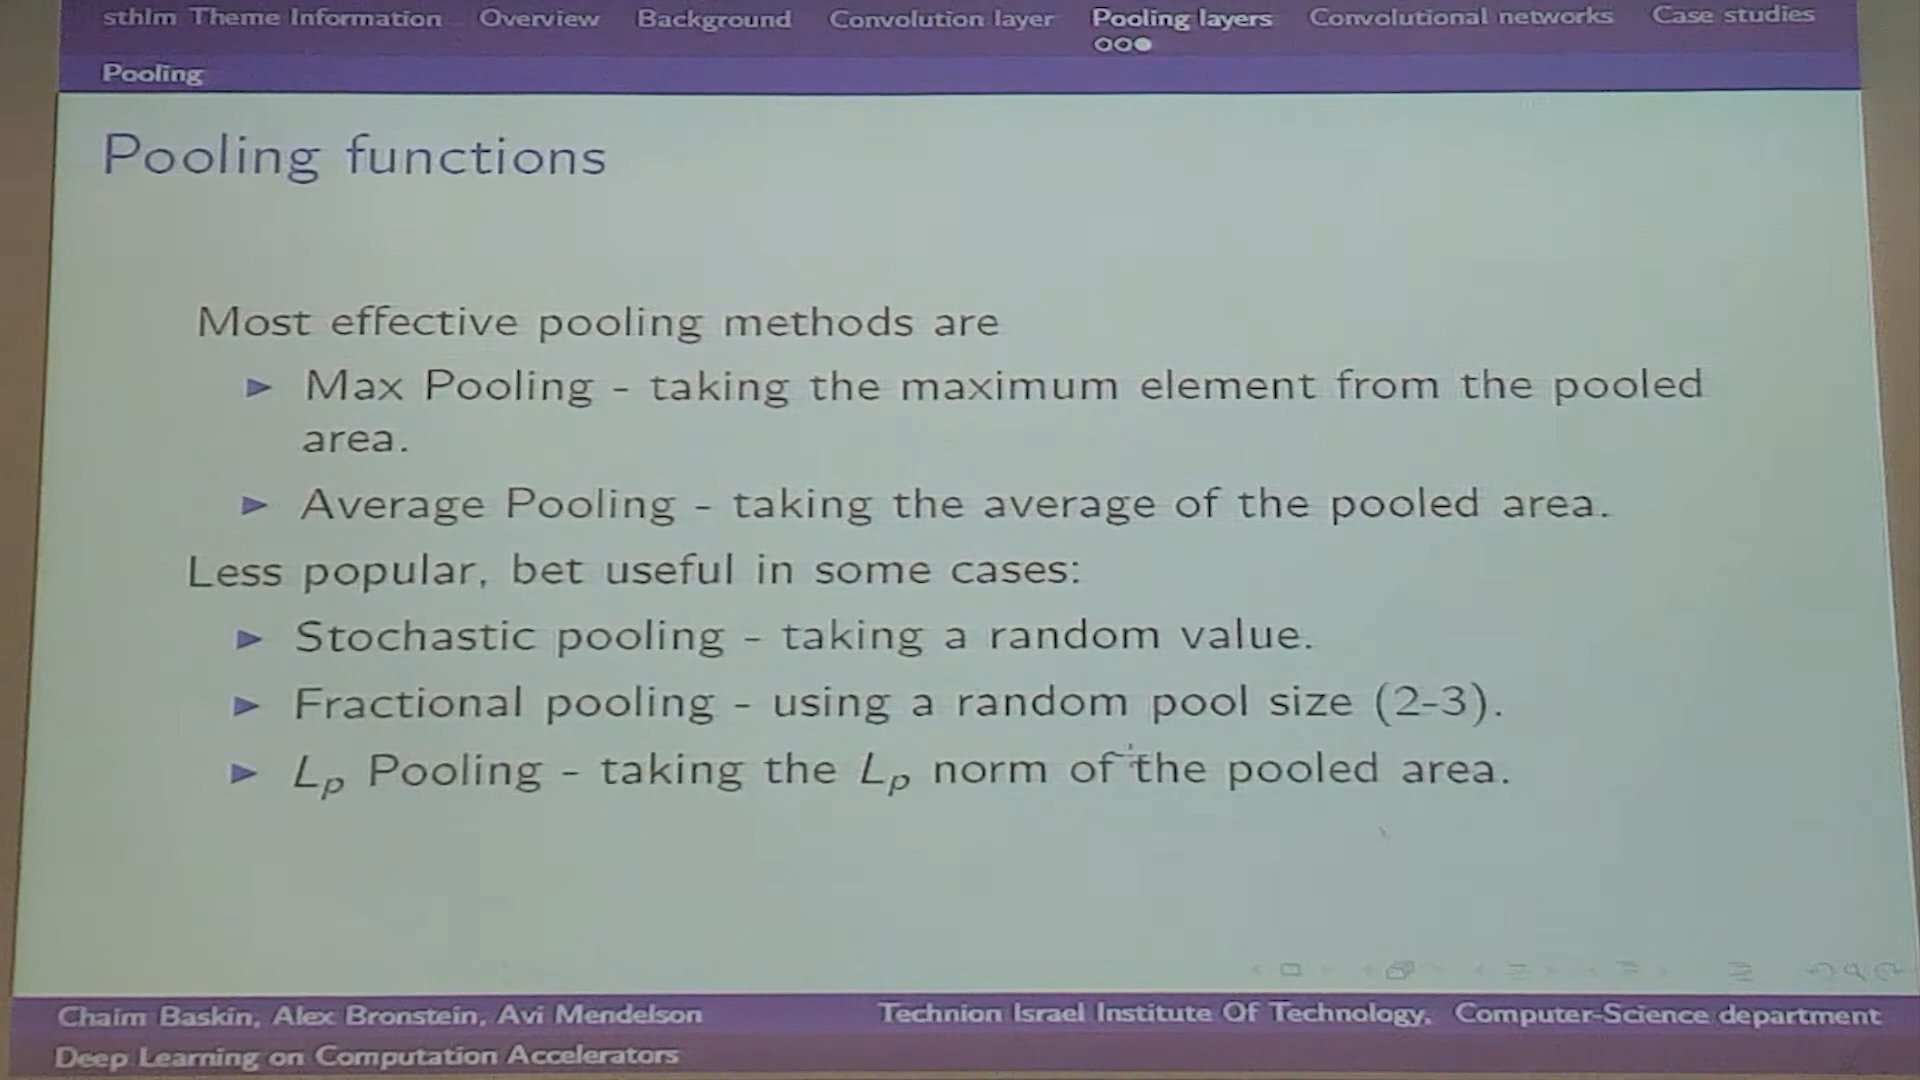 sthlm Theme Information Overview Background Convolution layer Pooling layers Convolutional networks Case studies
Pooling
Pooling functions
Most effective pooling methods are
Max Pooling - taking the maximum element from the pooled
area.
Average Pooling - taking the average of the pooled area.
Less popular, bet useful in some cases:
Stochastic pooling - taking a random value.
Fractional pooling - using a random pool size (2-3).
Lp Pooling - taking the Lp norm of the pooled area.
Chaim Baskin, Alex Bronstein, Avi Mendelson Technion Israel Institute Of Technology, Computer-Science department
Deep Learning on Computation Accelerators